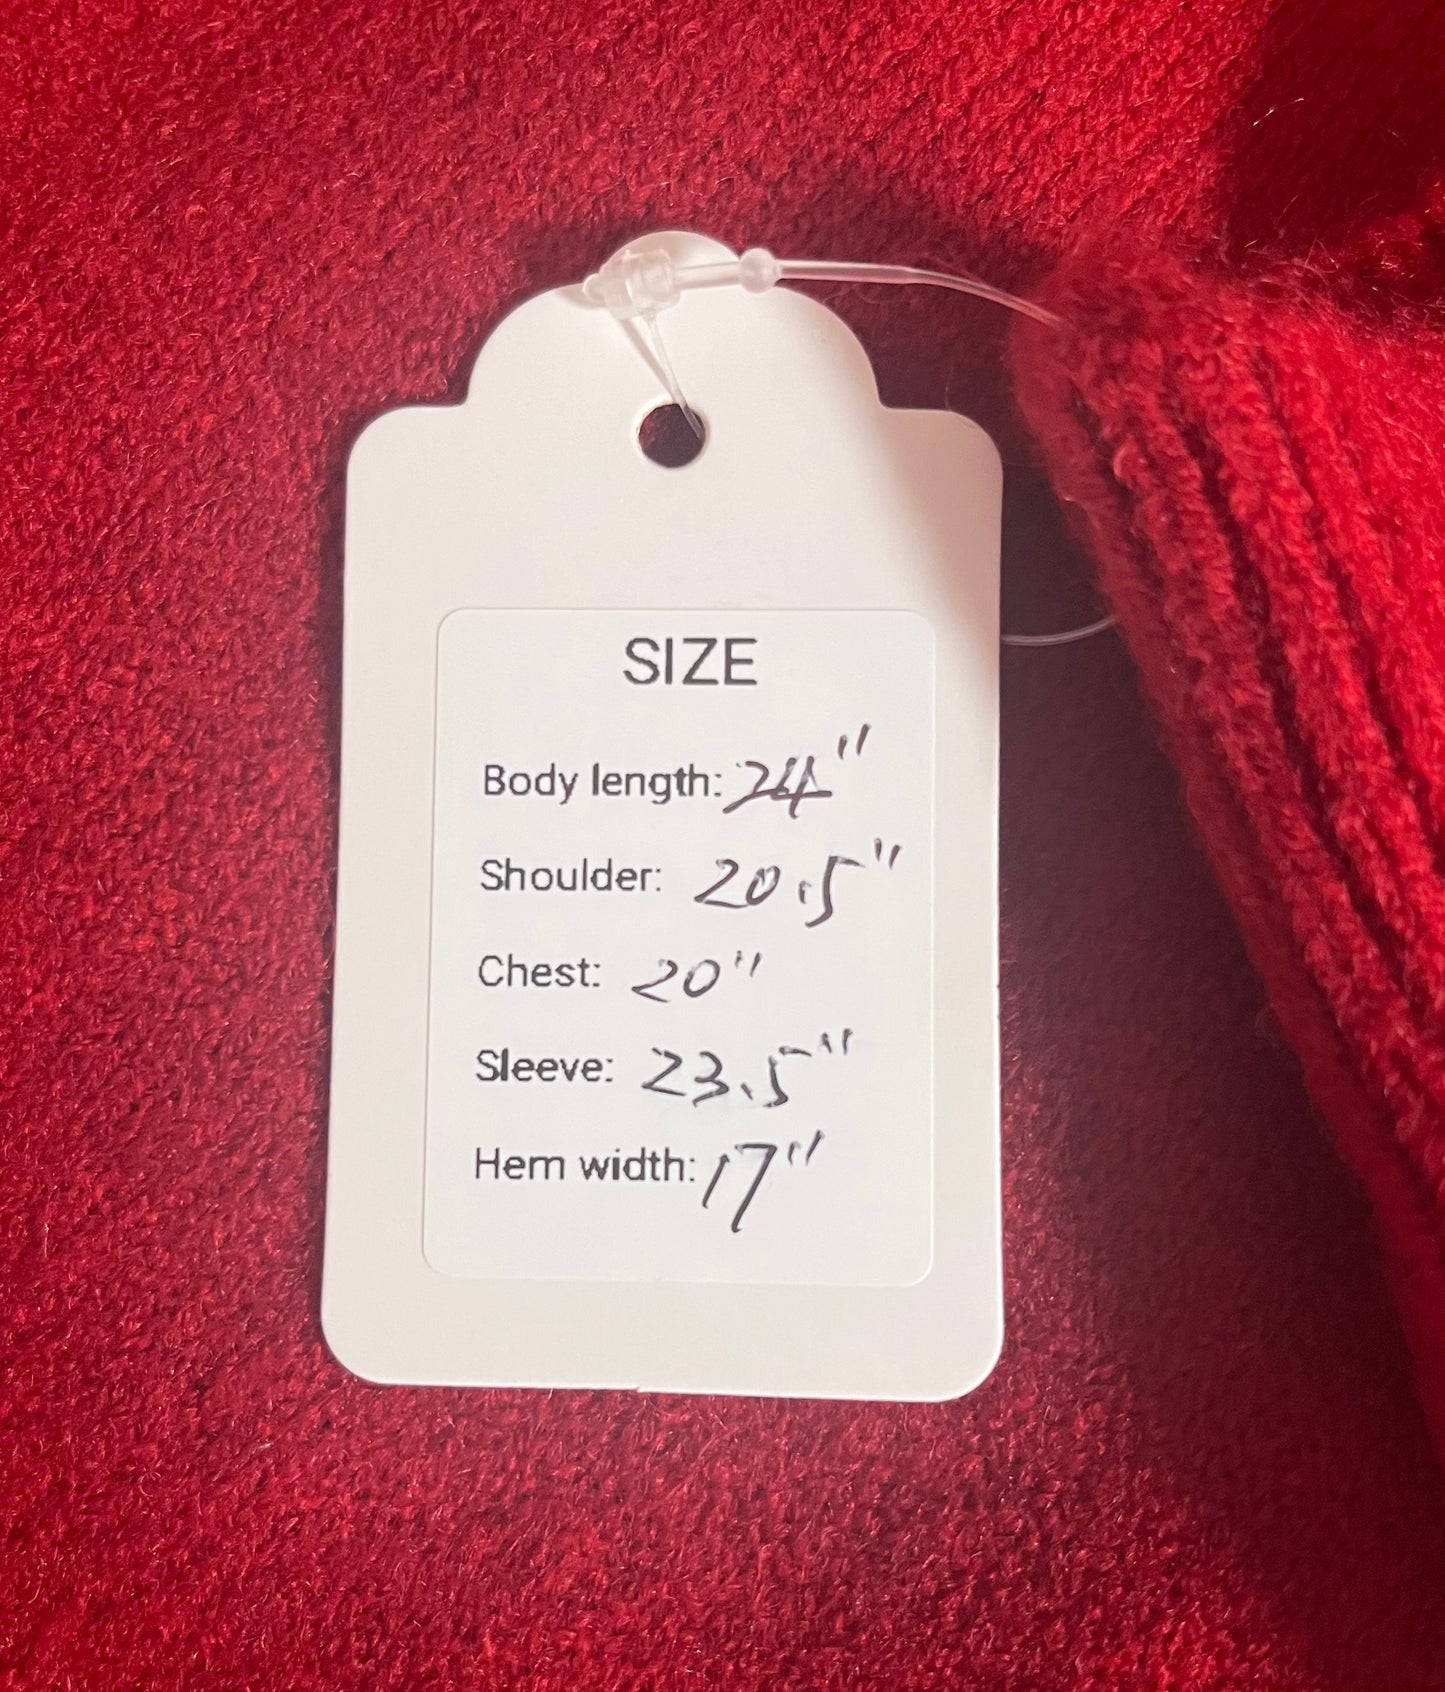 SIZE
Body length: 24"
Shoulder: 20.5"
Chest: 20"
Sleeve: 23.5"
Hem width: 17"